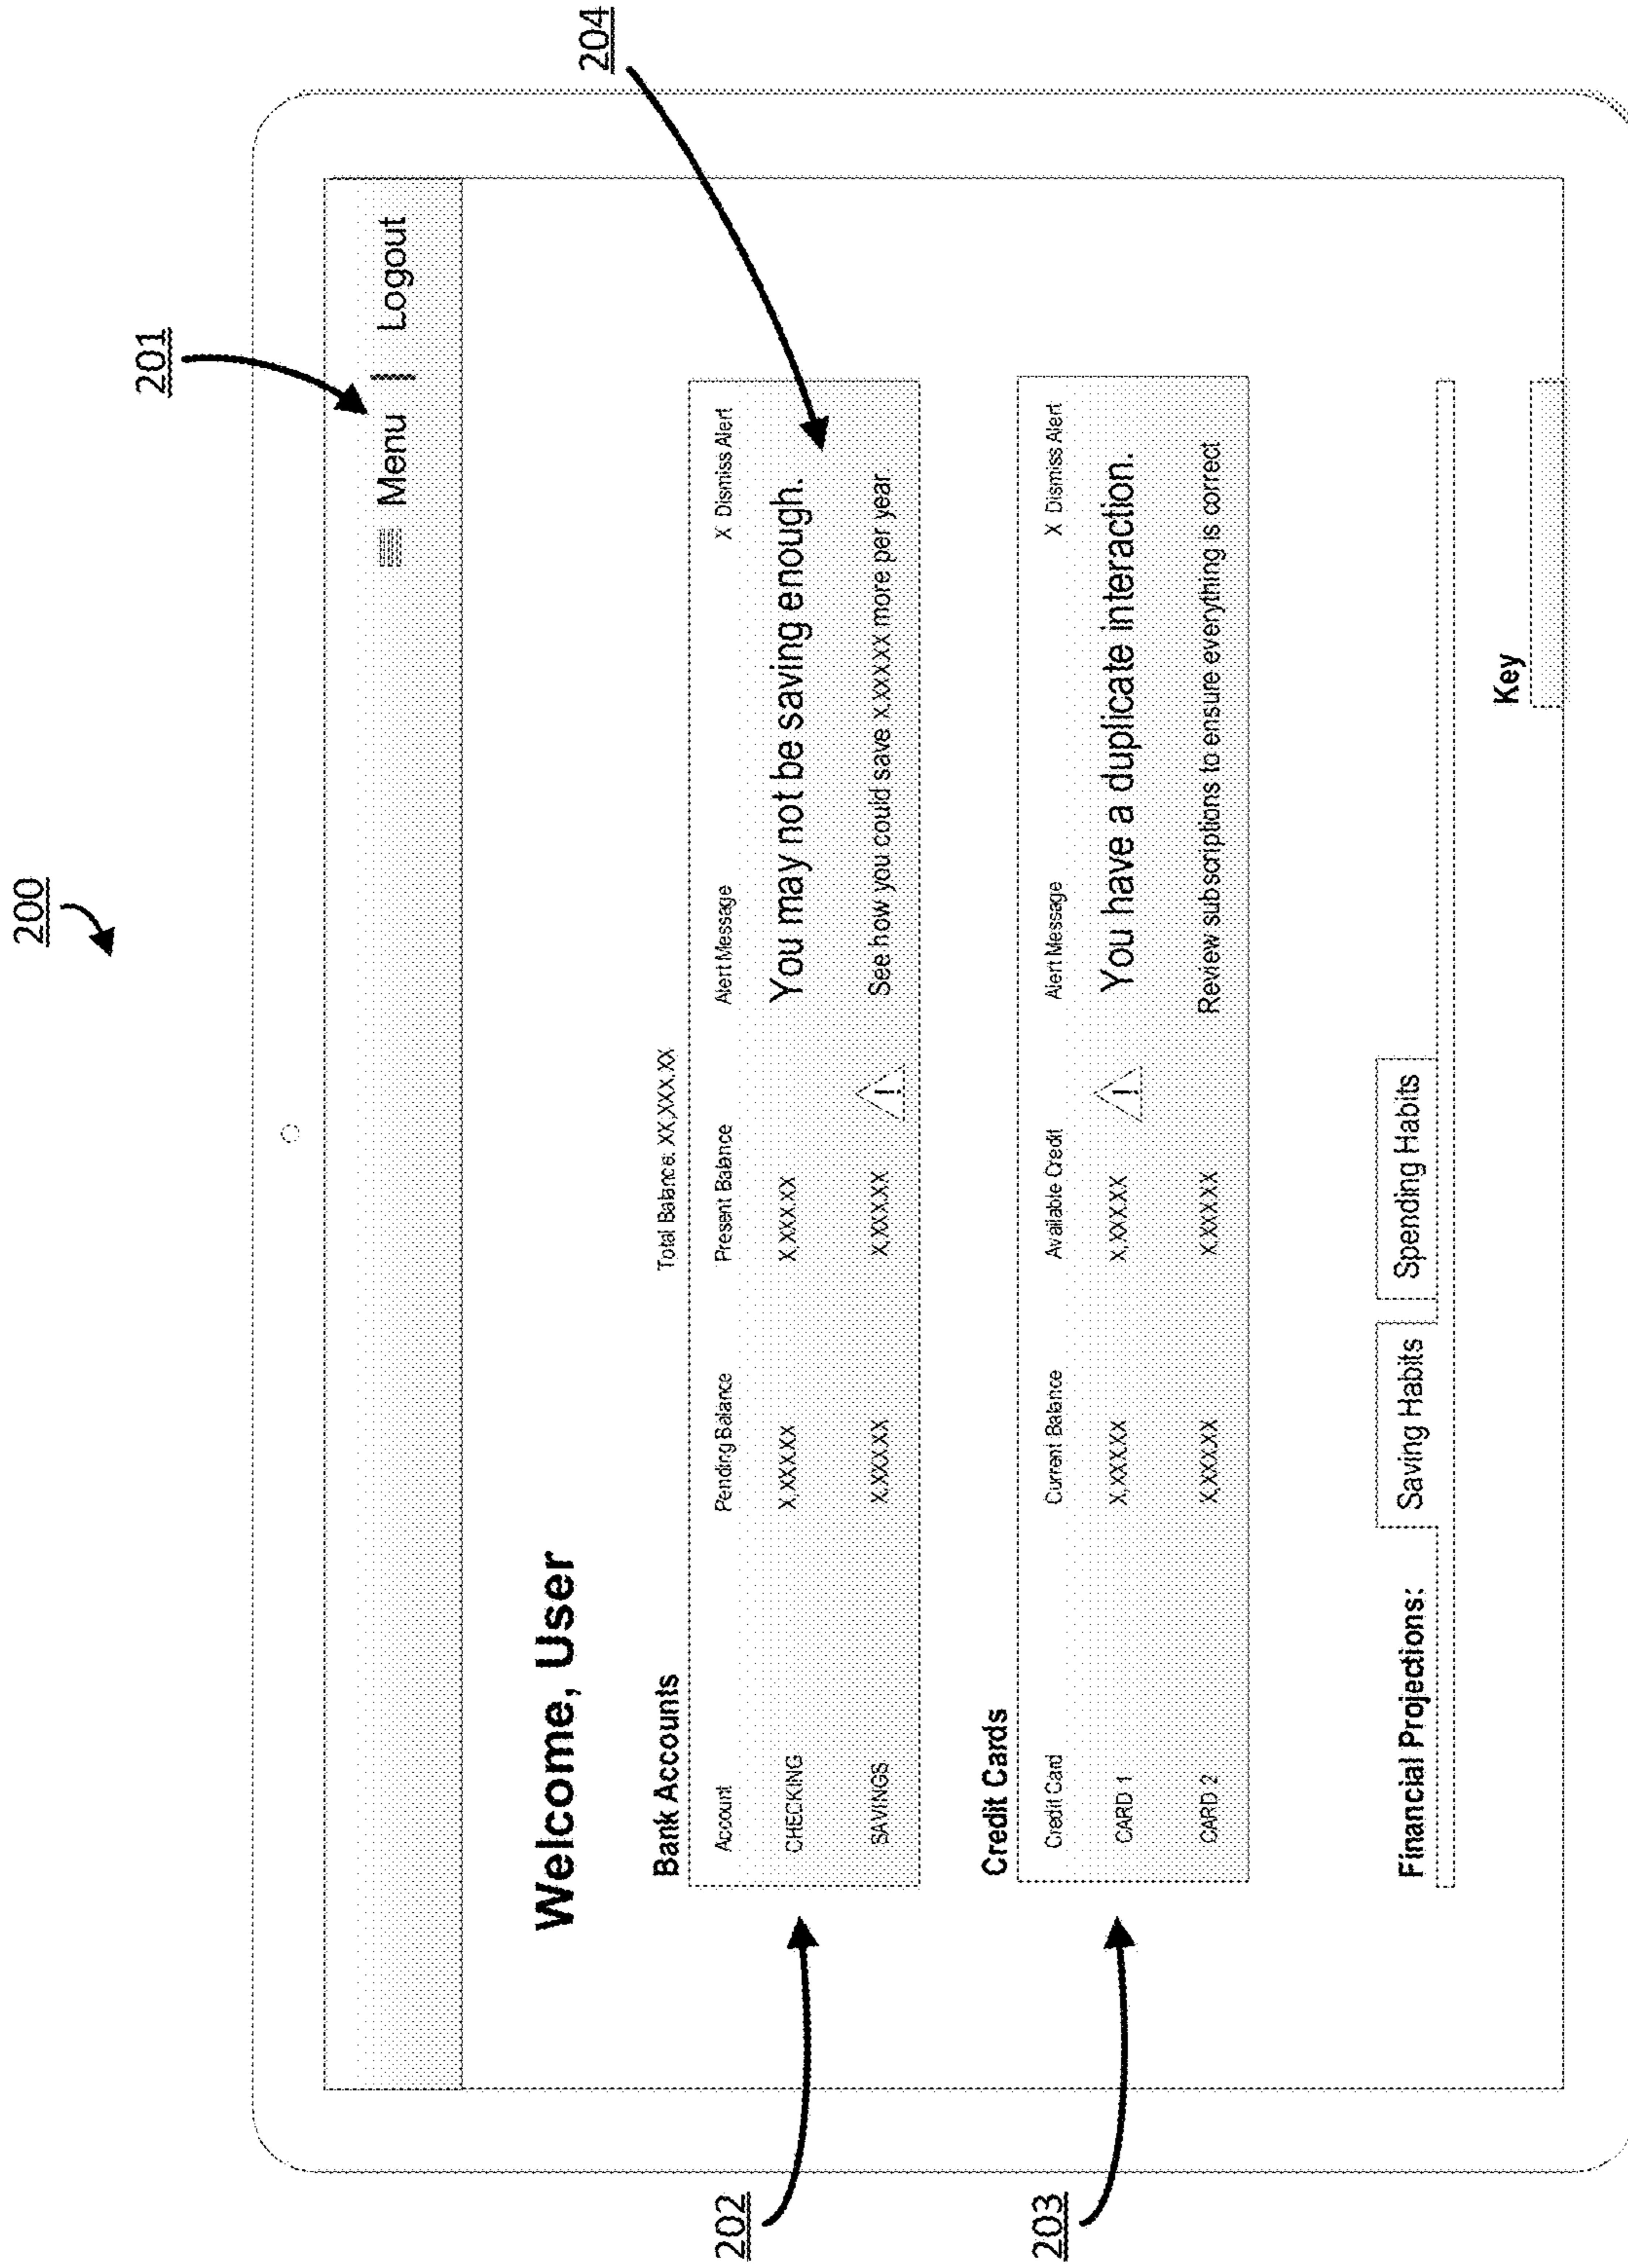 200
201
204
≡ Menu | Logout
Welcome, User
Total Balance: XX,XXX.XX
Bank Accounts
Account Pending Balance Present Balance Alert Message X Dismiss Alert
CHECKING X,XXX.XX X,XXX.XX You may not be saving enough.
SAVINGS X,XXX.XX X,XXX.XX ! See how you could save X,XXX.XX more per year.
202
Credit Cards
Credit Card Current Balance Available Credit Alert Message X Dismiss Alert
CARD 1 X,XXX.XX X,XXX.XX ! You have a duplicate interaction.
CARD 2 X,XXX.XX X,XXX.XX Review subscriptions to ensure everything is correct
203
Financial Projections: Saving Habits Spending Habits
Key